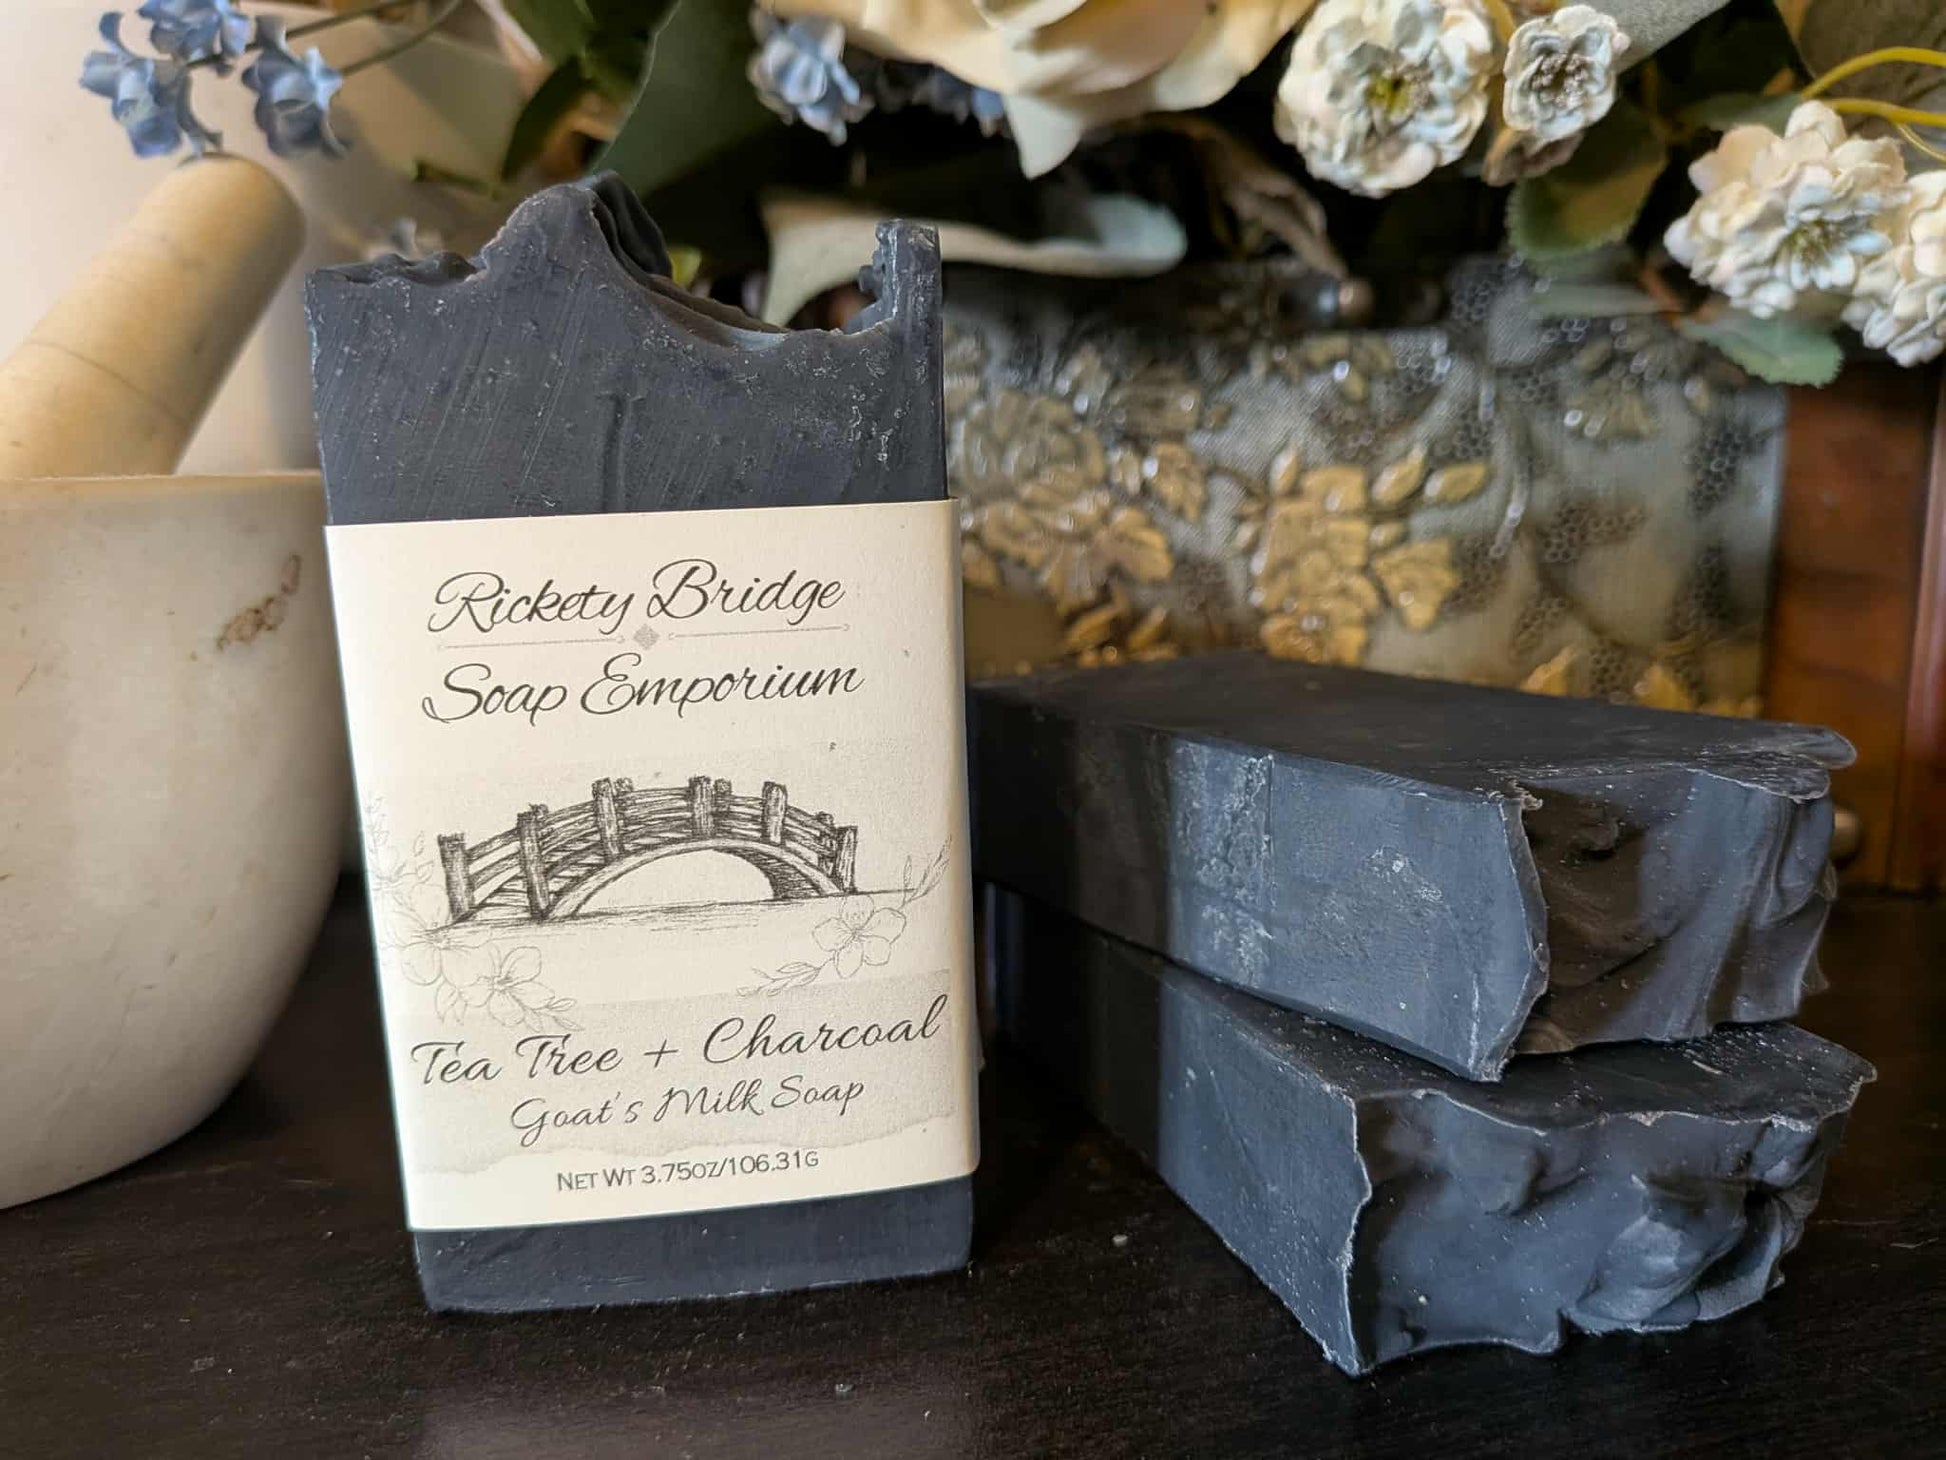 Rickety Bridge
Soap Emporium
Tea Tree + Charcoal
Goat's Milk Soap
Net Wt 3.75oz/106.31g